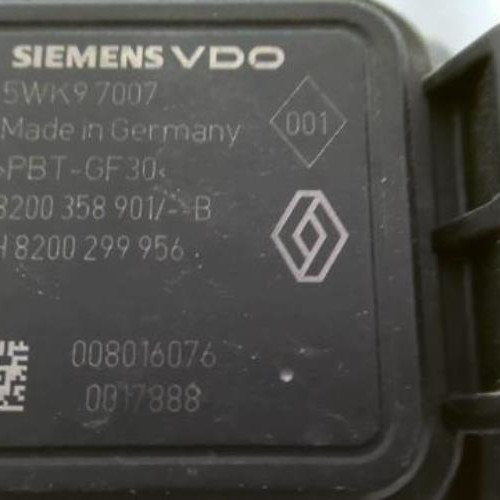 SIEMENS VDO
5WK9 7007
Made in Germany
001
>PBT-GF30<
8200 358 901/--B
H 8200 299 956
008016076
0017888